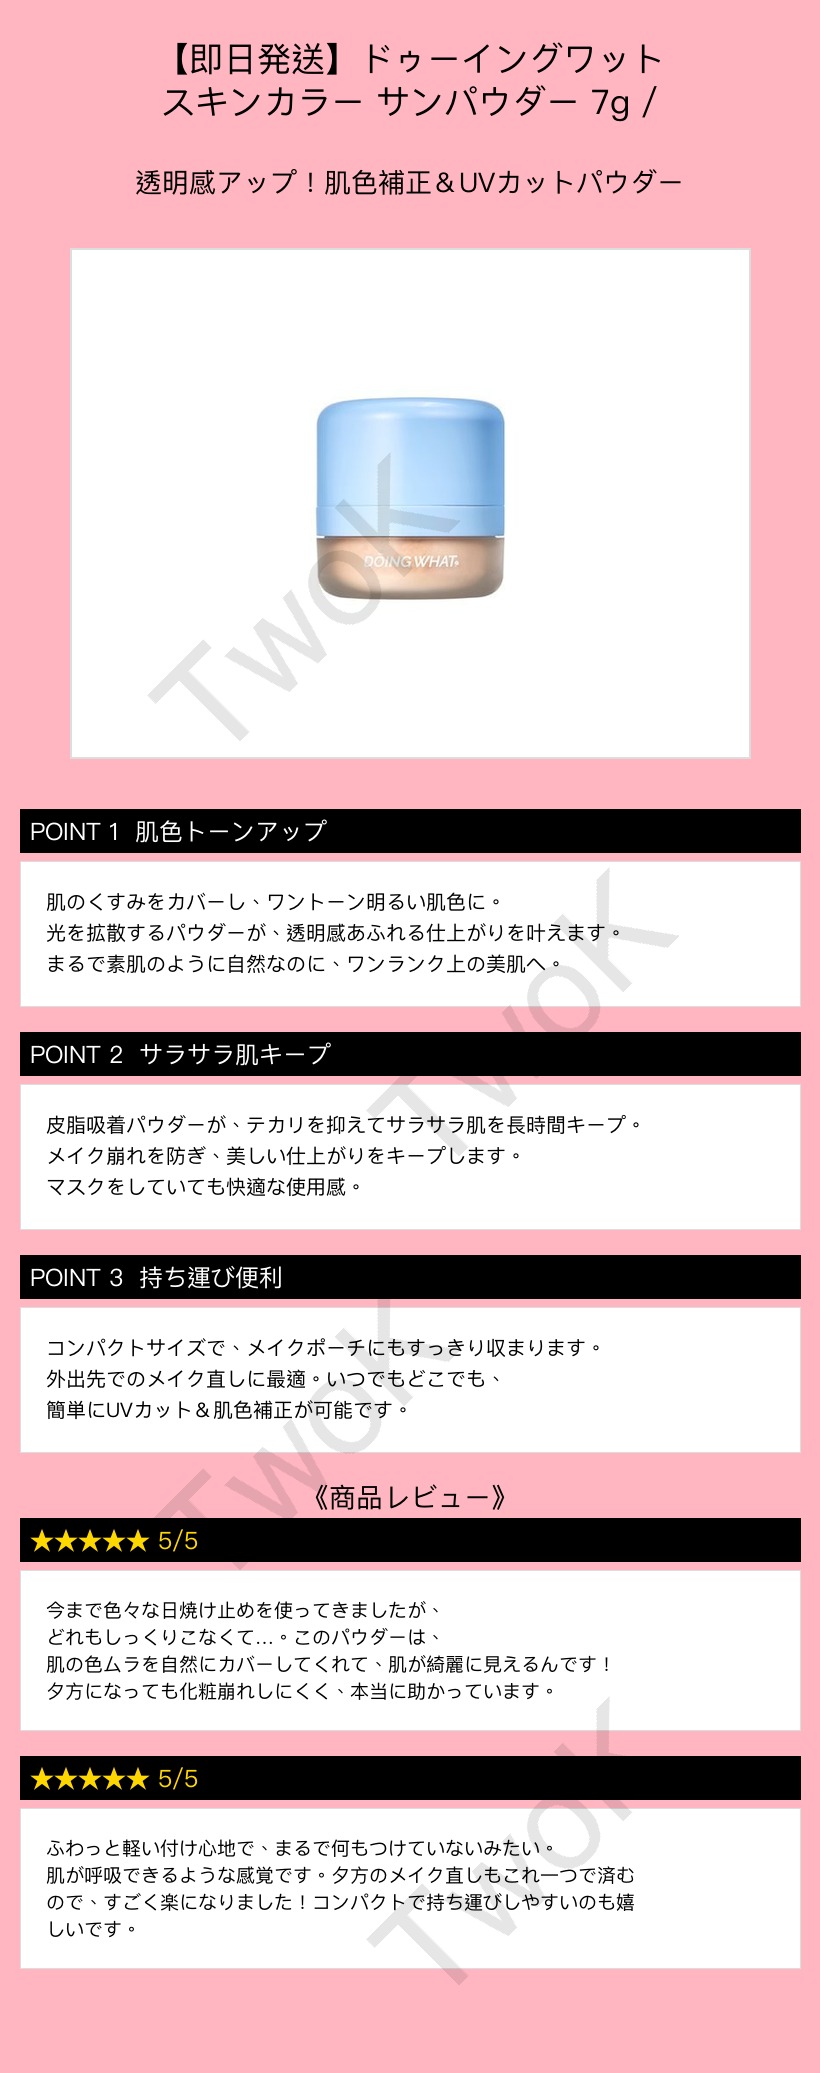 【即日発送】ドゥーイングワット
スキンカラー サンパウダー 7g /
透明感アップ！肌色補正＆UVカットパウダー
DOING WHAT
TwoK
POINT 1 肌色トーンアップ
肌のくすみをカバーし、ワントーン明るい肌色に。
光を拡散するパウダーが、透明感あふれる仕上がりを叶えます。
まるで素肌のように自然なのに、ワンランク上の美肌へ。
TwoK
POINT 2 サラサラ肌キープ
皮脂吸着パウダーが、テカリを抑えてサラサラ肌を長時間キープ。
メイク崩れを防ぎ、美しい仕上がりをキープします。
マスクをしていても快適な使用感。
POINT 3 持ち運び便利
コンパクトサイズで、メイクポーチにもすっきり収まります。
外出先でのメイク直しに最適。いつでもどこでも、
簡単にUVカット＆肌色補正が可能です。
TwoK
《商品レビュー》
★★★★★ 5/5
今まで色々な日焼け止めを使ってきましたが、
どれもしっくりこなくて…。このパウダーは、
肌の色ムラを自然にカバーしてくれて、肌が綺麗に見えるんです！
夕方になっても化粧崩れしにくく、本当に助かっています。
★★★★★ 5/5
ふわっと軽い付け心地で、まるで何もつけていないみたい。
肌が呼吸できるような感覚です。夕方のメイク直しもこれ一つで済む
ので、すごく楽になりました！コンパクトで持ち運びしやすいのも嬉
しいです。
TwoK